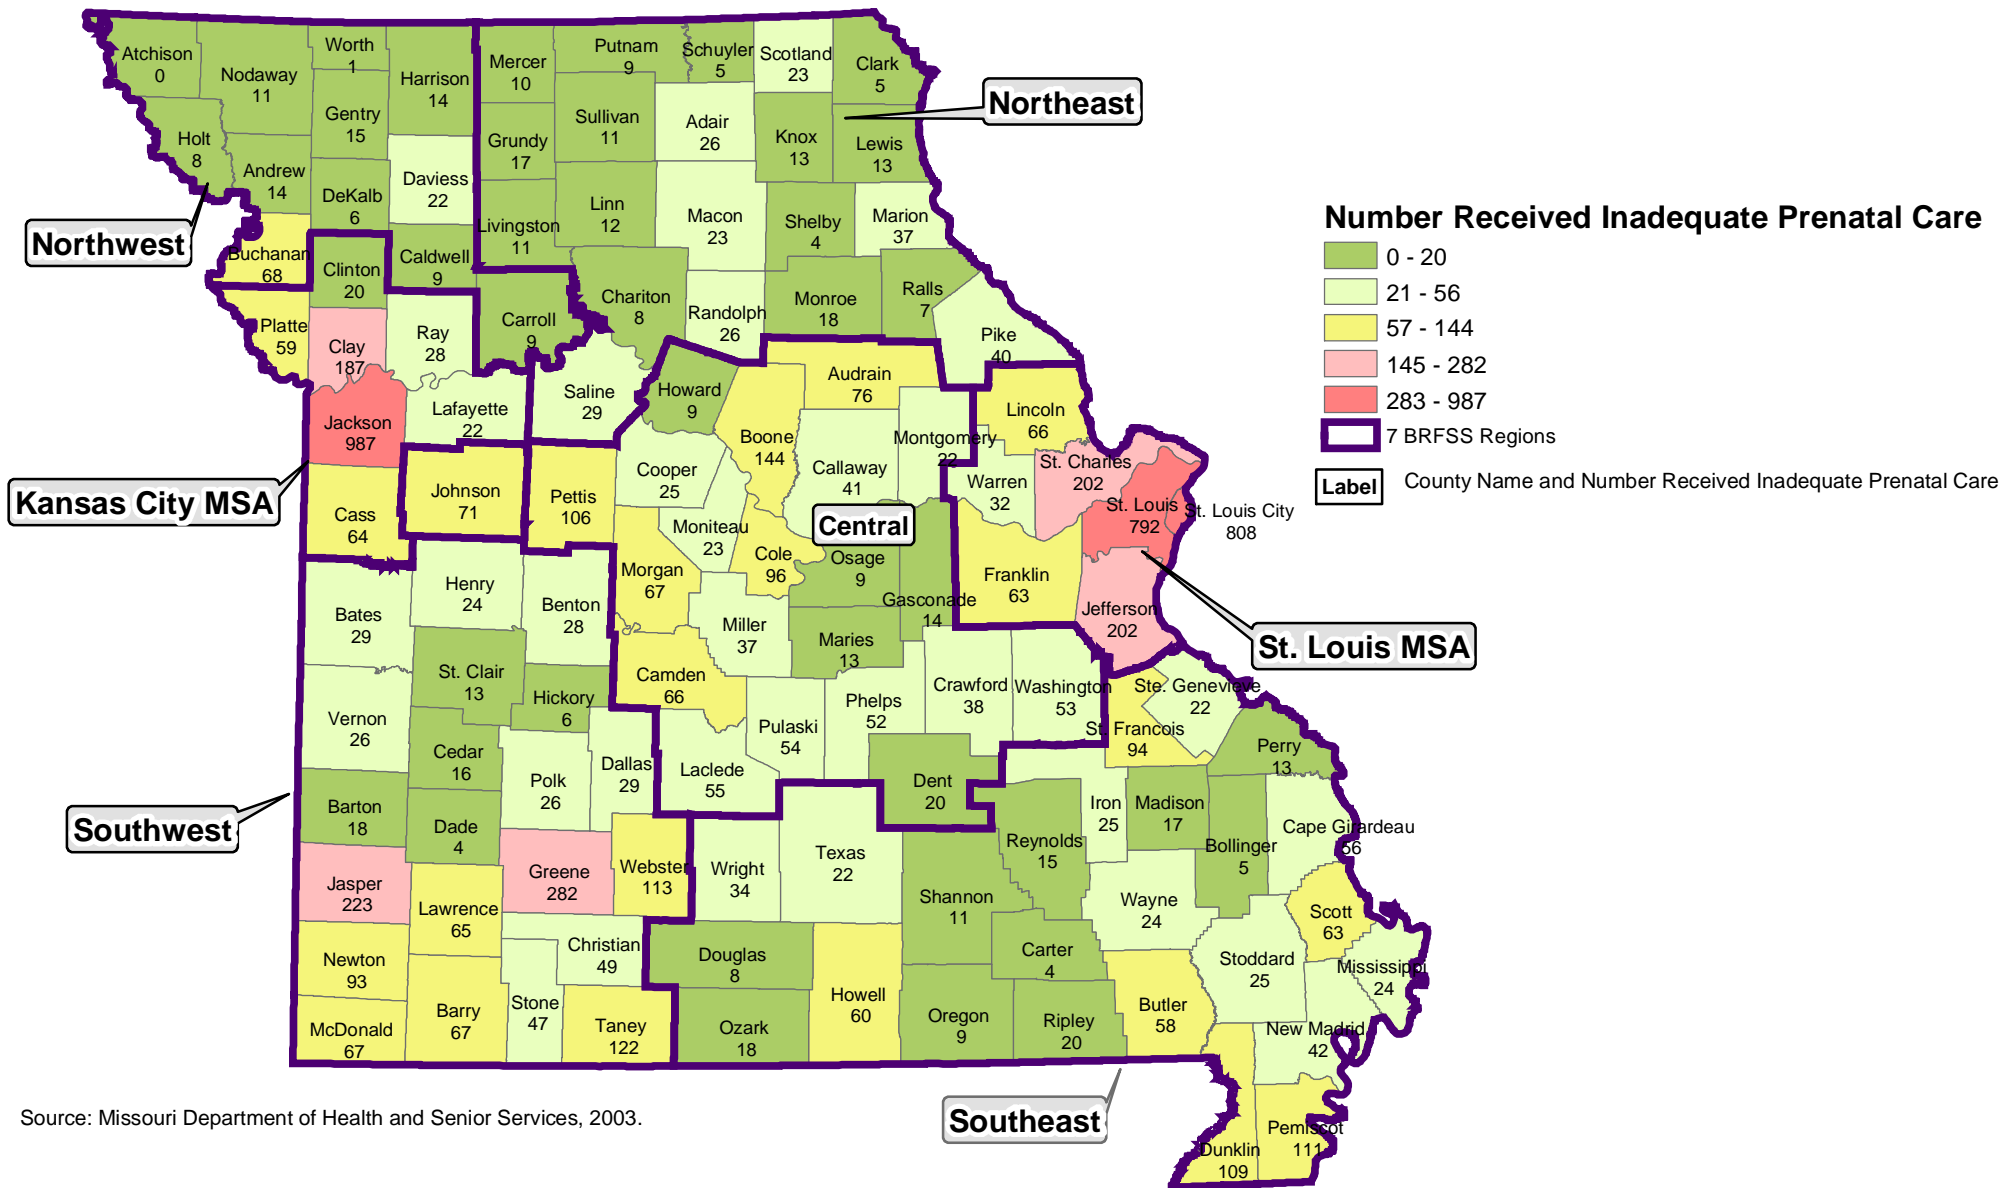 Atchison
0
Nodaway
11
Worth
1
Harrison
14
Mercer
10
Putnam
9
Schuyler
5
Scotland
23
Clark
5
Northeast
Holt
8
Gentry
15
Andrew
14
DeKalb
6
Daviess
22
Grundy
17
Sullivan
11
Adair
26
Knox
13
Lewis
13
Northwest
Buchanan
68
Clinton
20
Caldwell
9
Livingston
11
Linn
12
Macon
23
Shelby
4
Marion
37
Platte
59
Clay
187
Ray
28
Carroll
9
Chariton
8
Randolph
26
Monroe
18
Ralls
7
Pike
40
Number Received Inadequate Prenatal Care
0 - 20
21 - 56
57 - 144
145 - 282
283 - 987
7 BRFSS Regions
Label
County Name and Number Received Inadequate Prenatal Care
Jackson
987
Lafayette
22
Saline
29
Howard
9
Boone
144
Audrain
76
Callaway
41
Montgomery
22
Lincoln
66
Warren
32
St. Charles
202
St. Louis
792
St. Louis City
808
Kansas City MSA
Cass
64
Johnson
71
Pettis
106
Cooper
25
Moniteau
23
Central
Morgan
67
Cole
96
Osage
9
Gasconade
14
Franklin
63
Jefferson
202
St. Louis MSA
Bates
29
Henry
24
Benton
28
Miller
37
Maries
13
St. Clair
13
Hickory
6
Camden
66
Pulaski
54
Phelps
52
Crawford
38
Washington
53
Ste. Genevieve
22
St. Francois
94
Perry
13
Vernon
26
Cedar
16
Polk
26
Dallas
29
Laclede
55
Dent
20
Iron
25
Madison
17
Bollinger
5
Cape Girardeau
56
Southwest
Barton
18
Dade
4
Greene
282
Webster
113
Wright
34
Texas
22
Reynolds
15
Shannon
11
Wayne
24
Scott
63
Jasper
223
Lawrence
65
Christian
49
Douglas
8
Howell
60
Carter
4
Stoddard
25
Mississippi
24
Newton
93
Barry
67
Stone
47
Taney
122
Ozark
18
Oregon
9
Ripley
20
Butler
58
New Madrid
42
McDonald
67
Southeast
Dunklin
109
Pemiscot
111
Source: Missouri Department of Health and Senior Services, 2003.